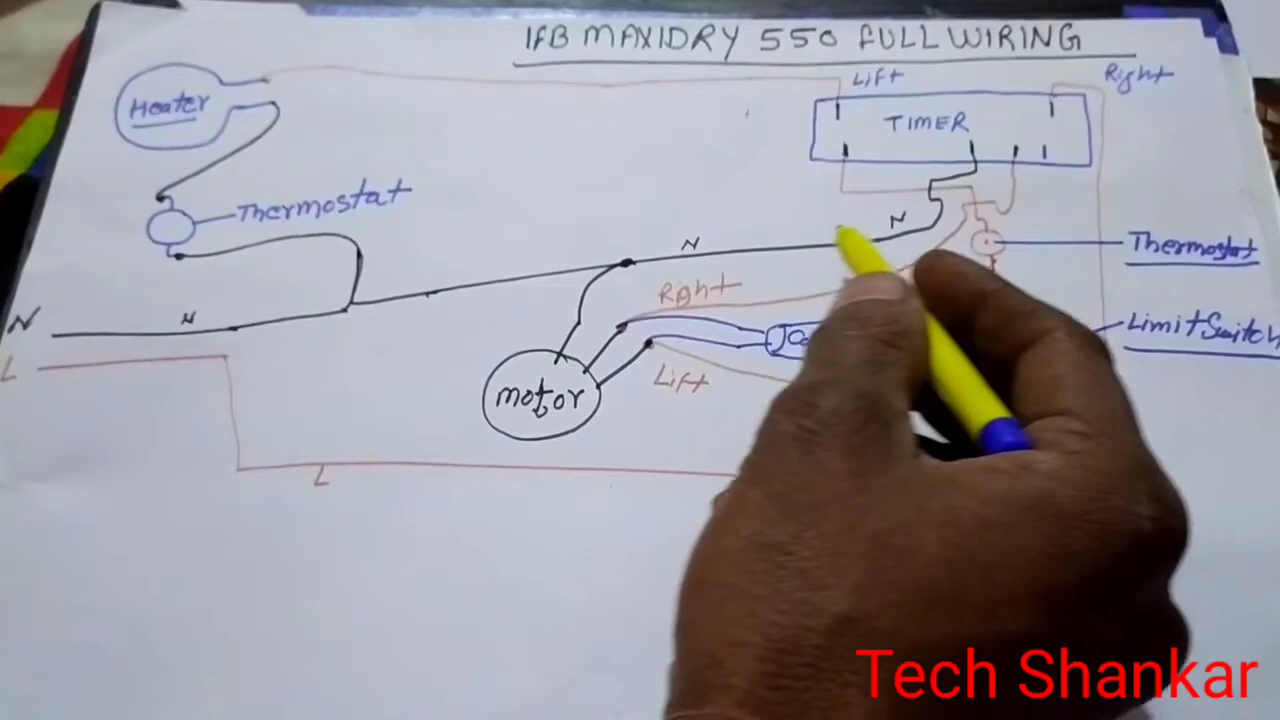 IFB MAXIDRY 550 FULL WIRING
Heater
Lift
Right
TIMER
Thermostat
N
N
Thermostat
Right
N
N
Limit Switch
L
motor
Lift
L
Tech Shankar